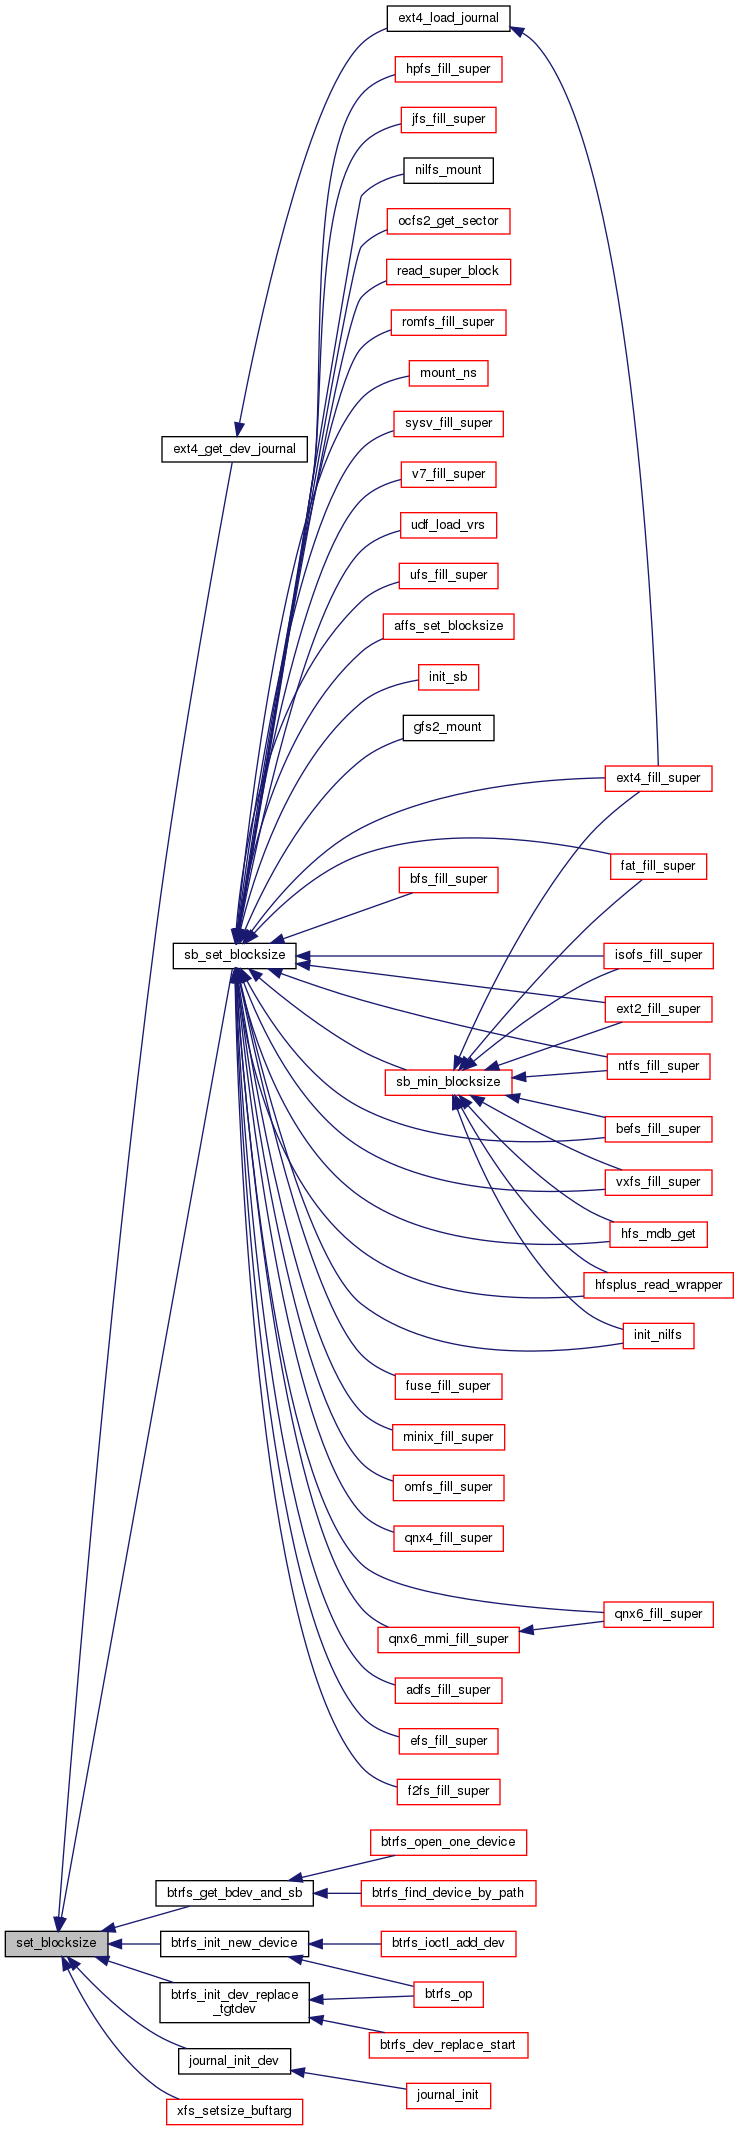 ext4_load_journal
hpfs_fill_super
jfs_fill_super
nilfs_mount
ocfs2_get_sector
read_super_block
romfs_fill_super
mount_ns
sysv_fill_super
ext4_get_dev_journal
v7_fill_super
udf_load_vrs
ufs_fill_super
affs_set_blocksize
init_sb
gfs2_mount
ext4_fill_super
fat_fill_super
bfs_fill_super
sb_set_blocksize
isofs_fill_super
ext2_fill_super
ntfs_fill_super
sb_min_blocksize
befs_fill_super
vxfs_fill_super
hfs_mdb_get
hfsplus_read_wrapper
init_nilfs
fuse_fill_super
minix_fill_super
omfs_fill_super
qnx4_fill_super
qnx6_fill_super
qnx6_mmi_fill_super
adfs_fill_super
efs_fill_super
f2fs_fill_super
btrfs_open_one_device
btrfs_get_bdev_and_sb
btrfs_find_device_by_path
set_blocksize
btrfs_init_new_device
btrfs_ioctl_add_dev
btrfs_init_dev_replace
_tgtdev
btrfs_op
btrfs_dev_replace_start
journal_init_dev
journal_init
xfs_setsize_buftarg